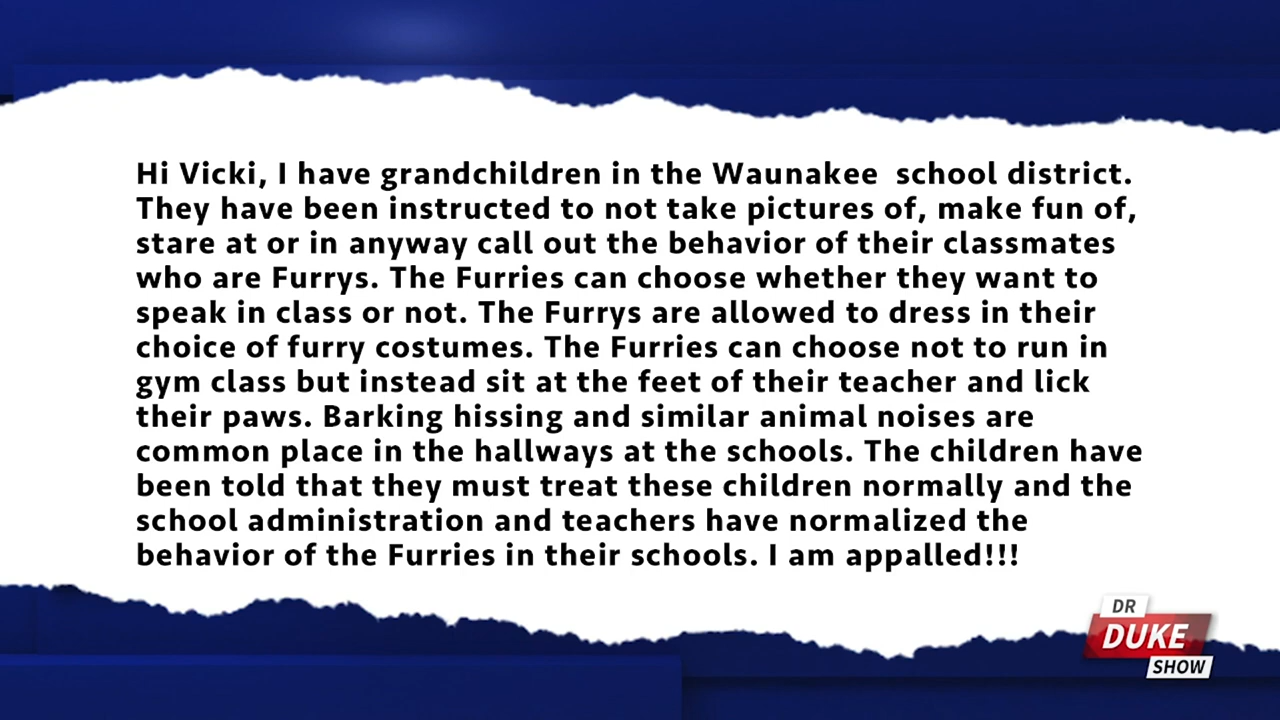 Hi Vicki, I have grandchildren in the Waunakee  school district.
They have been instructed to not take pictures of, make fun of,
stare at or in anyway call out the behavior of their classmates
who are Furrys. The Furries can choose whether they want to
speak in class or not. The Furrys are allowed to dress in their
choice of furry costumes. The Furries can choose not to run in
gym class but instead sit at the feet of their teacher and lick
their paws. Barking hissing and similar animal noises are
common place in the hallways at the schools. The children have
been told that they must treat these children normally and the
school administration and teachers have normalized the
behavior of the Furries in their schools. I am appalled!!!
DR
DUKE
SHOW